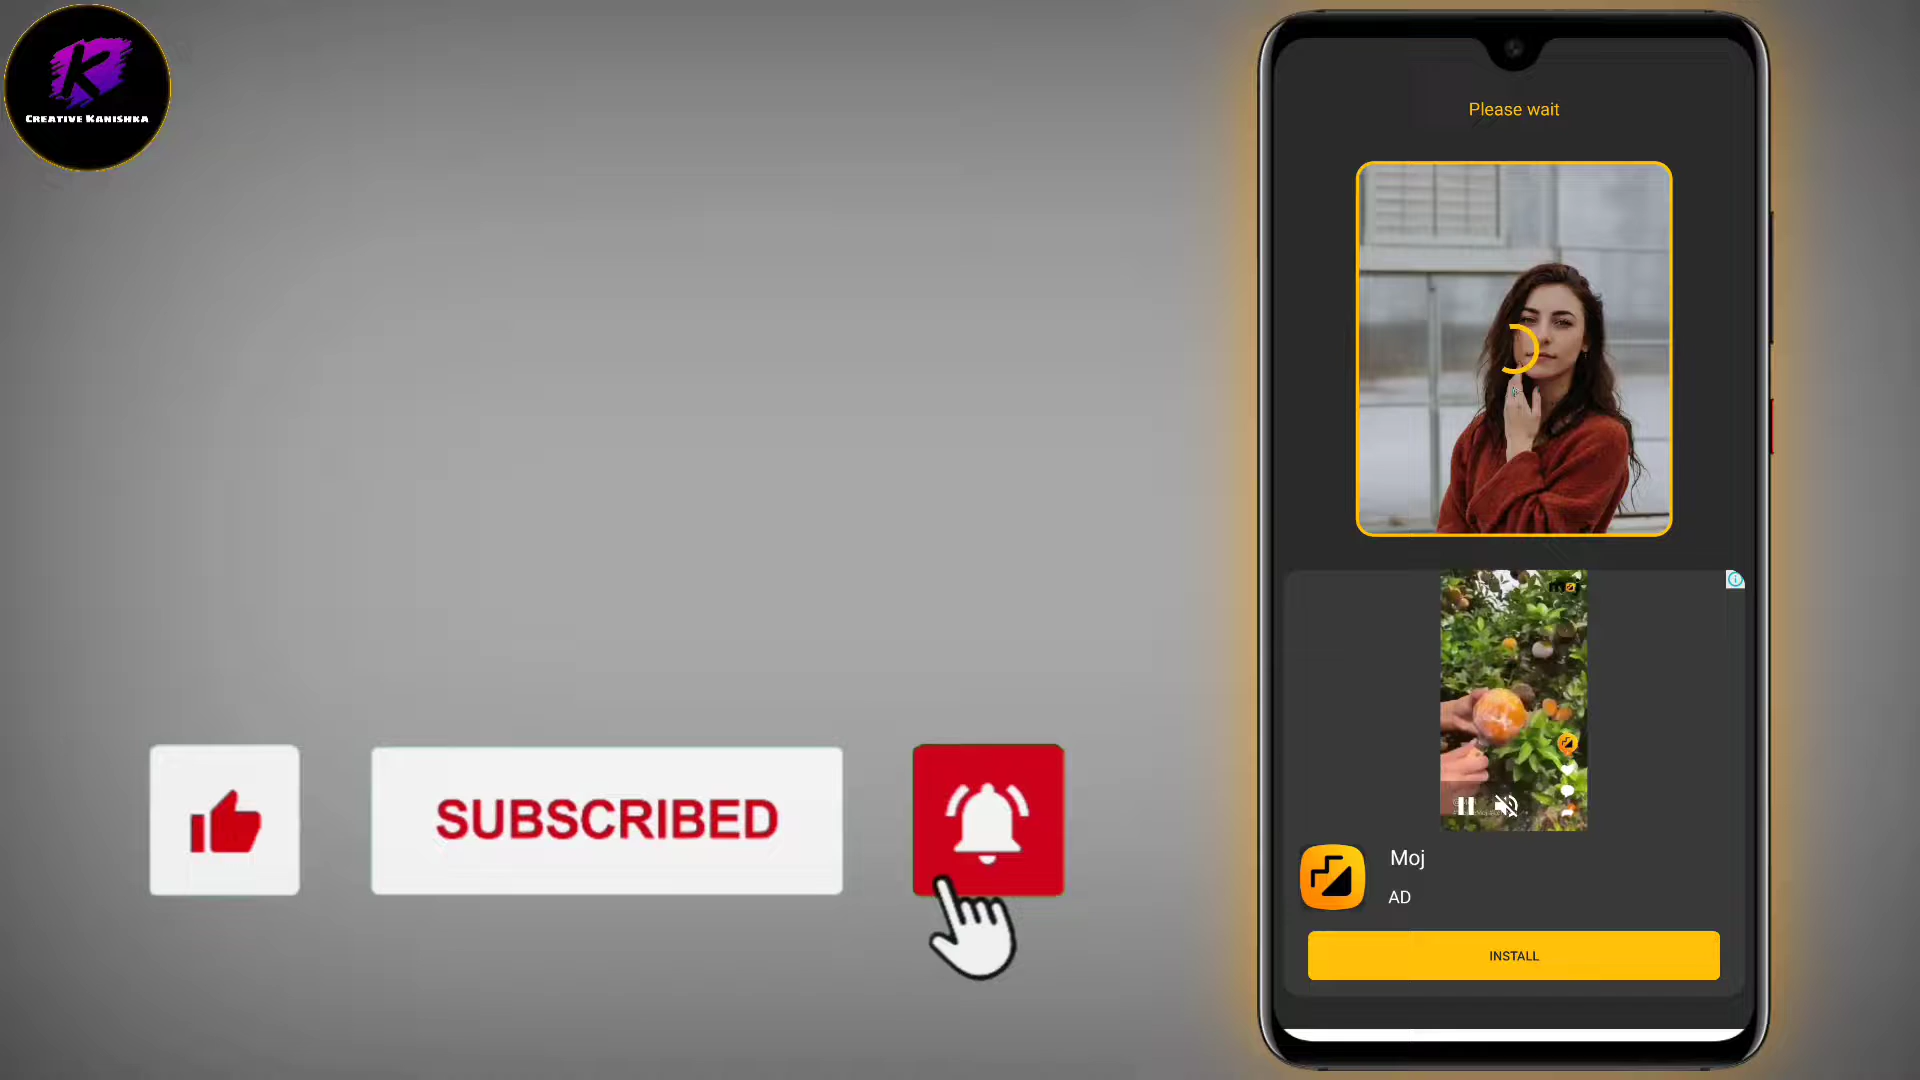 K
CREATIVE KANISHKA
Please wait
SUBSCRIBED
Moj
AD
INSTALL